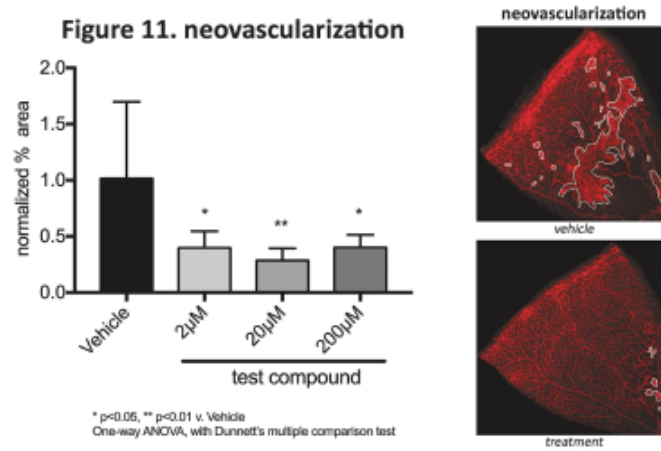 Figure 11. neovascularization
normalized % area
2.0
1.5
1.0
0.5
0.0
*
**
*
Vehicle
2µM
20µM
200µM
test compound
* p<0.05, ** p<0.01 v. Vehicle
One-way ANOVA, with Dunnett's multiple comparison test
neovascularization
vehicle
treatment